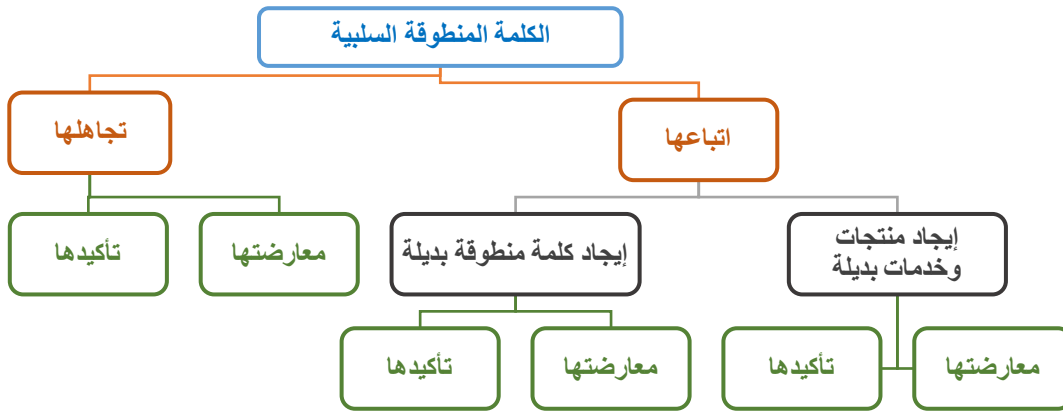 الكلمة المنطوقة السلبية
اتباعها
تجاهلها
إيجاد منتجات
وخدمات بديلة
إيجاد كلمة منطوقة بديلة
معارضتها
تأكيدها
معارضتها
تأكيدها
معارضتها
تأكيدها